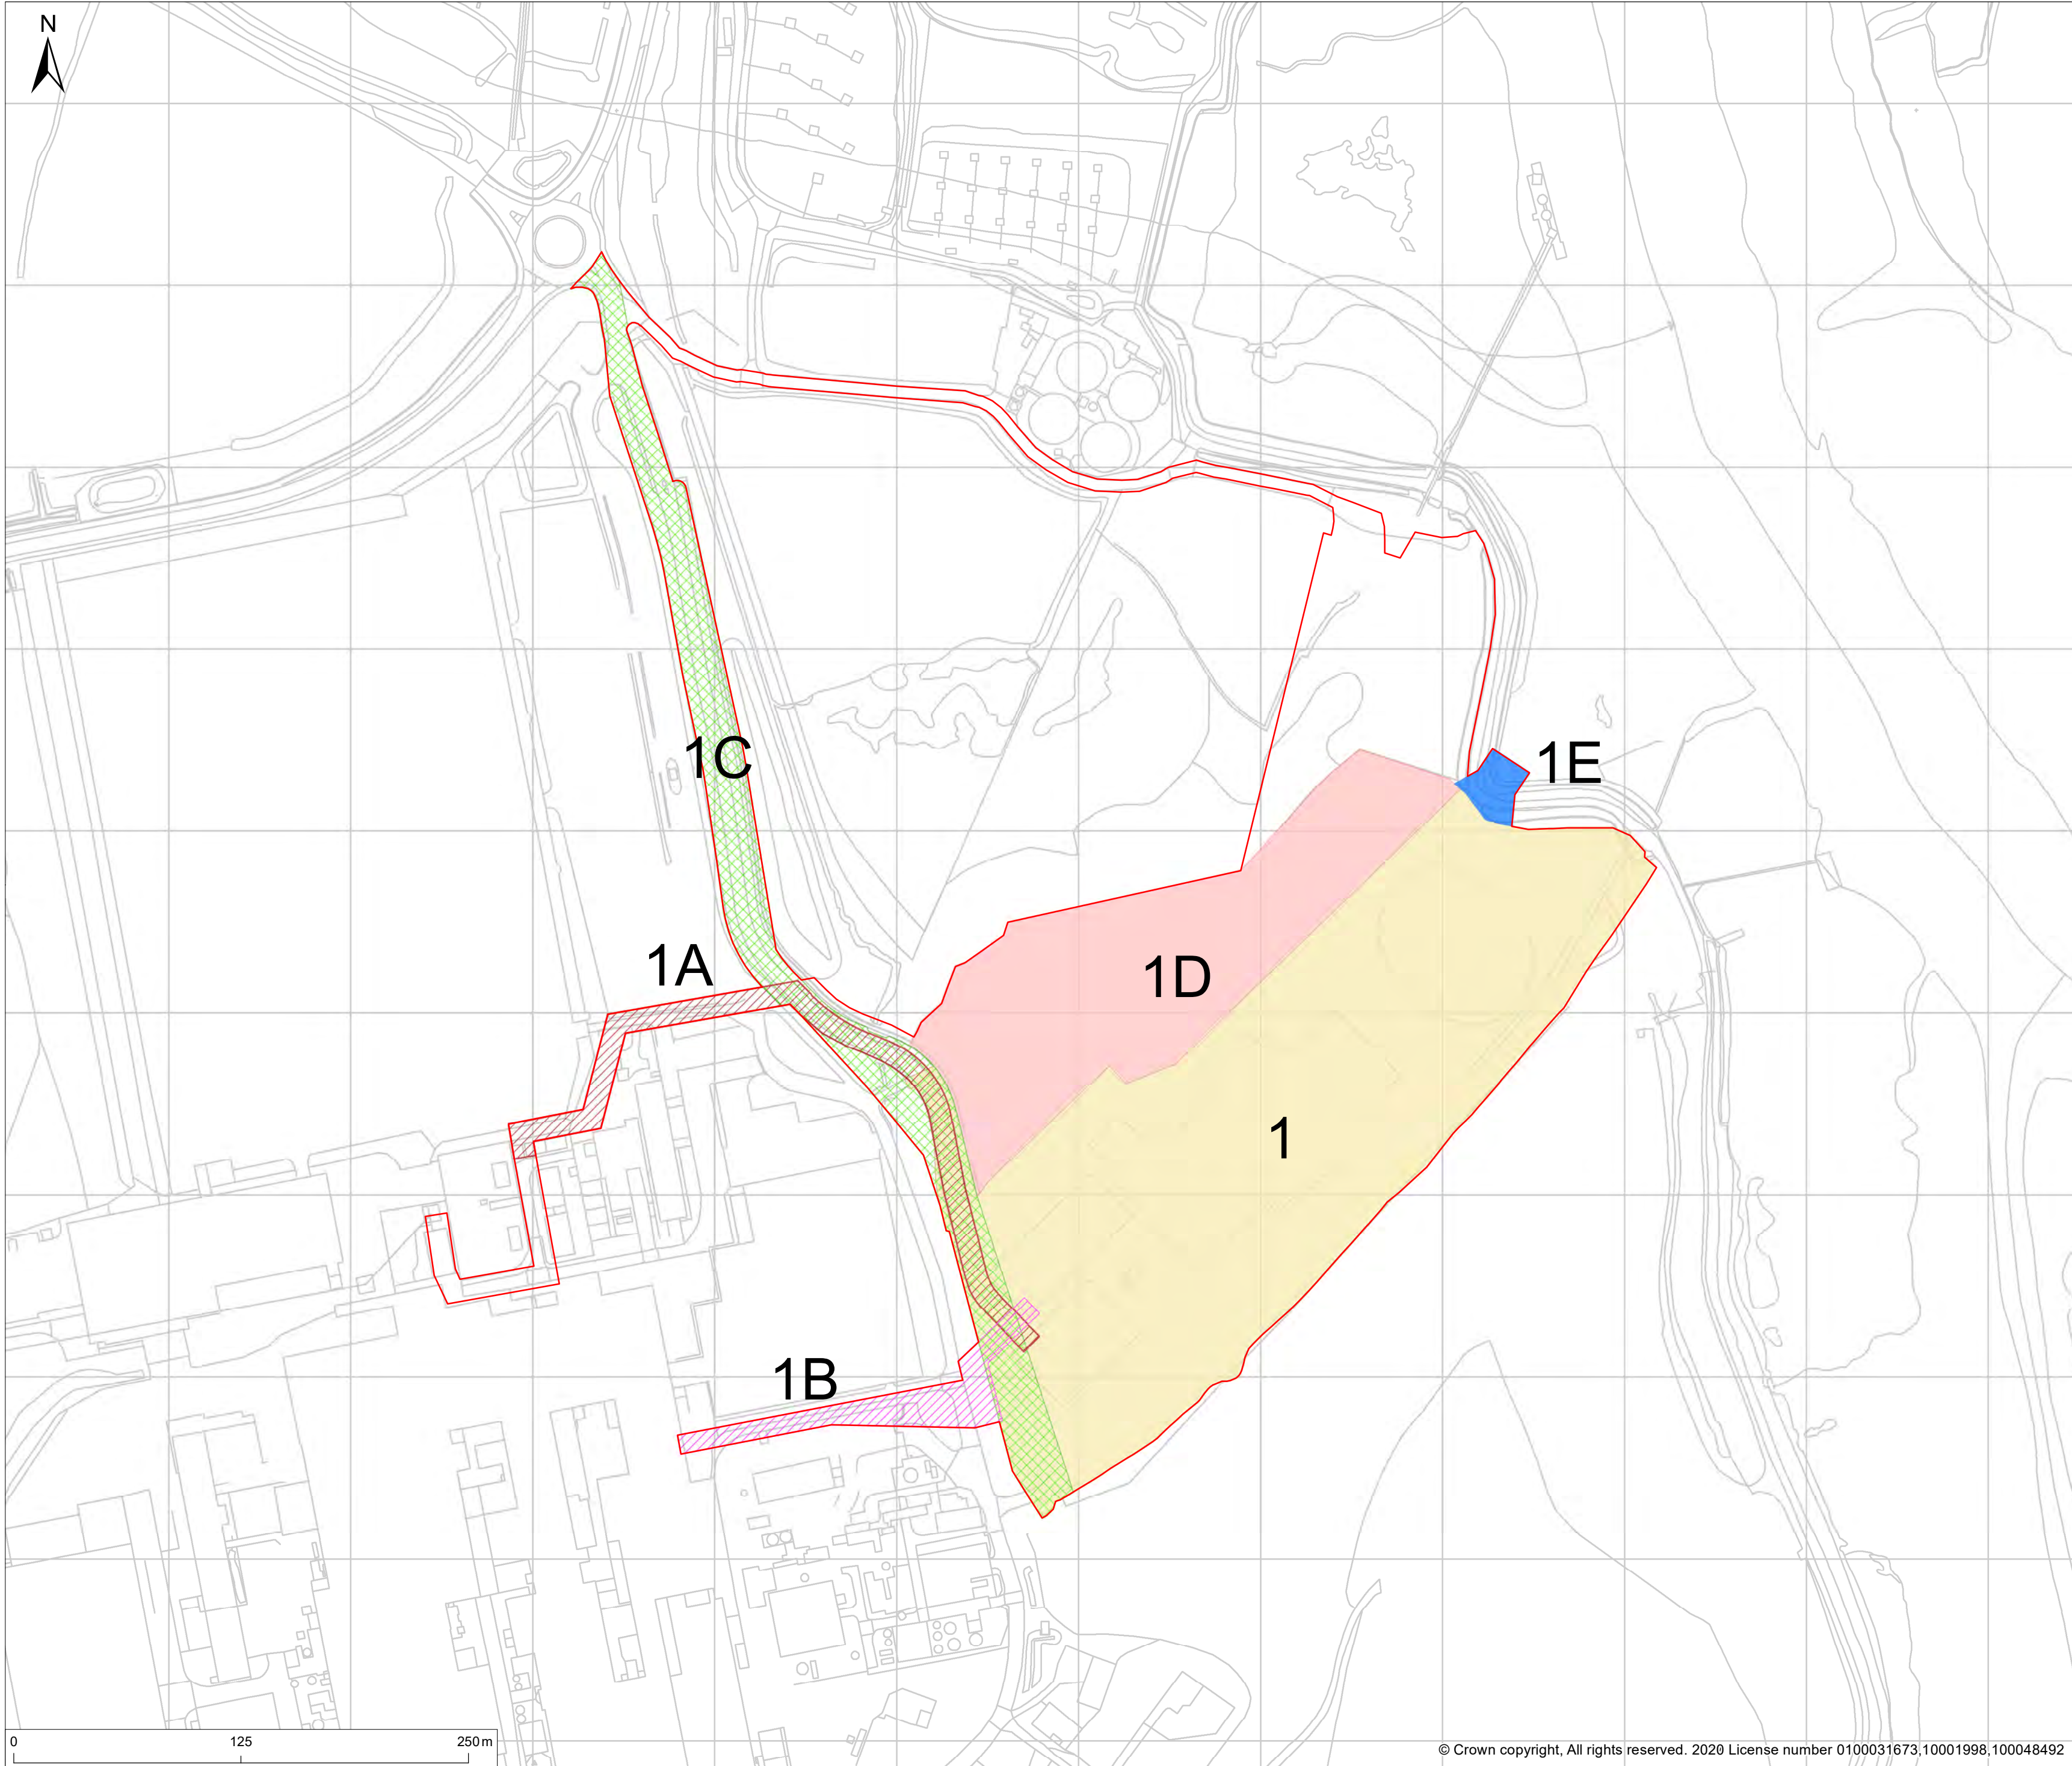 N
1C
1E
1A
1D
1
1B
0 125 250m
© Crown copyright, All rights reserved. 2020 License number 0100031673,10001998,100048492